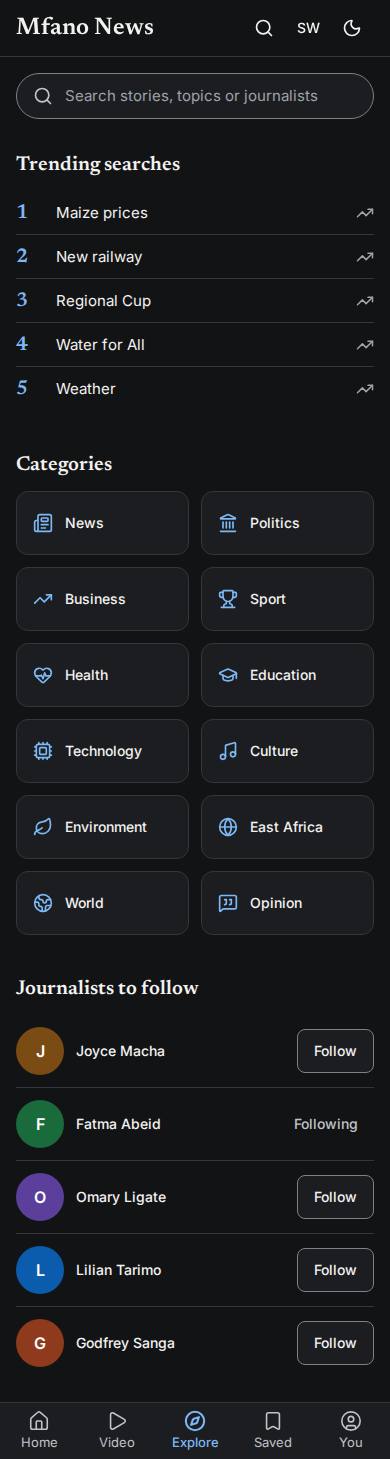 Mfano News
SW
Search stories, topics or journalists
Trending searches
1 Maize prices
2 New railway
3 Regional Cup
4 Water for All
5 Weather
Categories
News Politics
Business Sport
Health Education
Technology Culture
Environment East Africa
World Opinion
Journalists to follow
J Joyce Macha Follow
F Fatma Abeid Following
O Omary Ligate Follow
L Lilian Tarimo Follow
G Godfrey Sanga Follow
Home Video Explore Saved You